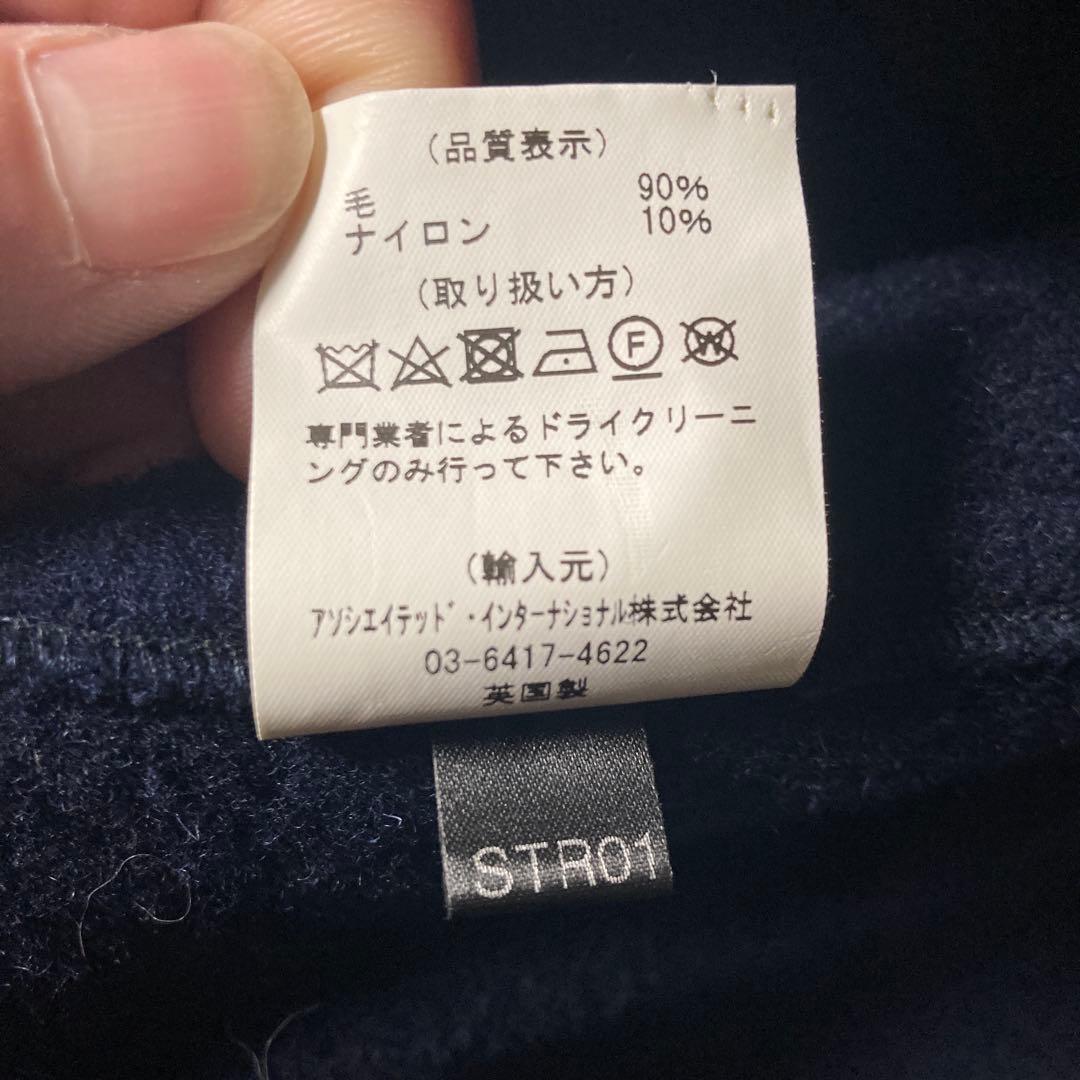 (品質表示)
毛 90%
ナイロン 10%
(取り扱い方)
F W
専門業者によるドライクリーニ
ングのみ行って下さい。
(輸入元)
アソシエイテッド・インターナショナル株式会社
03-6417-4622
英国製
STR01